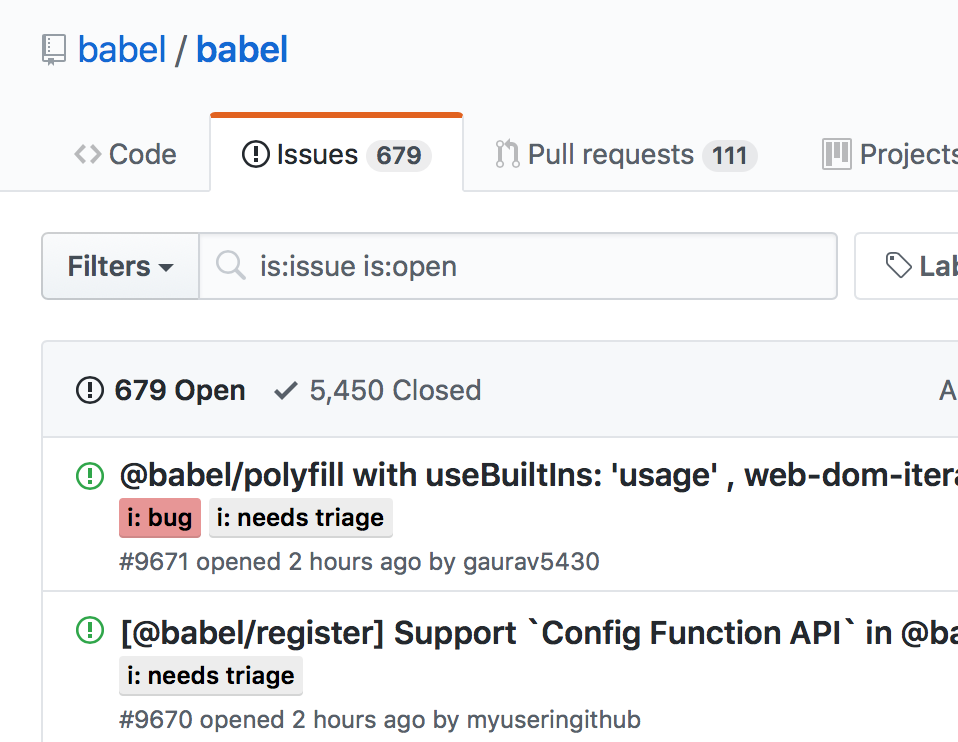 babel / babel
Code Issues 679 Pull requests 111 Projects
Filters is:issue is:open Lab
679 Open 5,450 Closed A
@babel/polyfill with useBuiltIns: 'usage' , web-dom-itera
i: bug i: needs triage
#9671 opened 2 hours ago by gaurav5430
[@babel/register] Support `Config Function API` in @ba
i: needs triage
#9670 opened 2 hours ago by myuseringithub